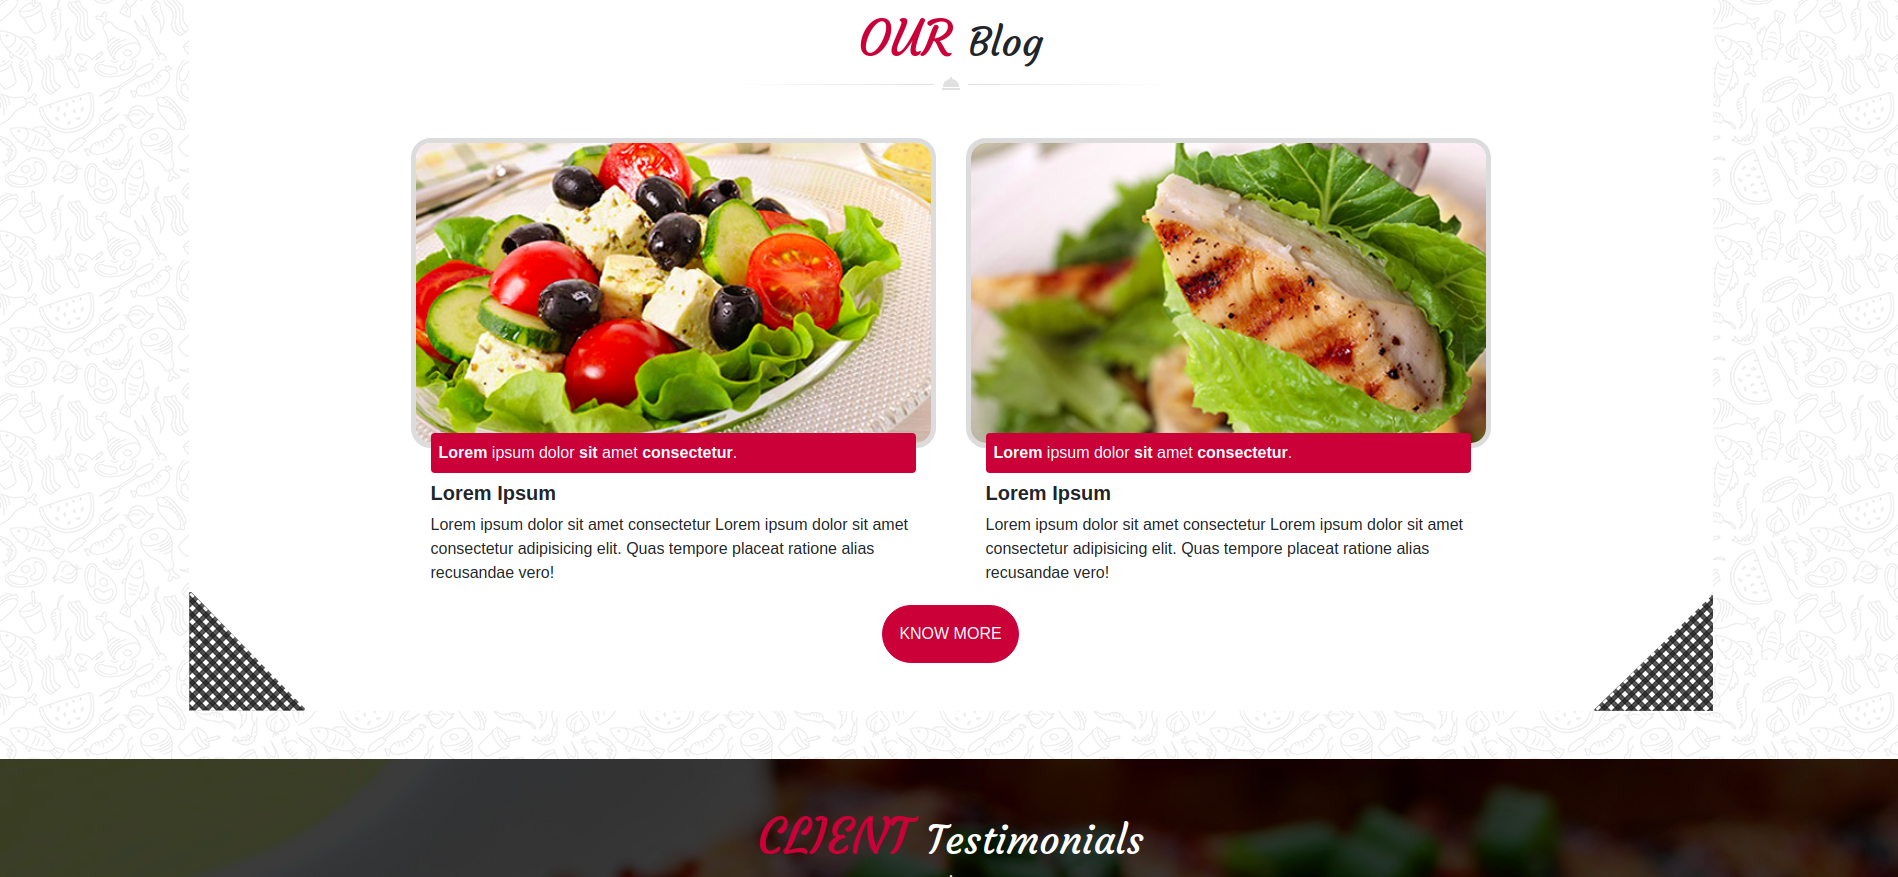 OUR Blog
Lorem ipsum dolor sit amet consectetur.
Lorem Ipsum
Lorem ipsum dolor sit amet consectetur Lorem ipsum dolor sit amet
consectetur adipisicing elit. Quas tempore placeat ratione alias
recusandae vero!
Lorem ipsum dolor sit amet consectetur.
Lorem Ipsum
Lorem ipsum dolor sit amet consectetur Lorem ipsum dolor sit amet
consectetur adipisicing elit. Quas tempore placeat ratione alias
recusandae vero!
KNOW MORE
CLIENT Testimonials